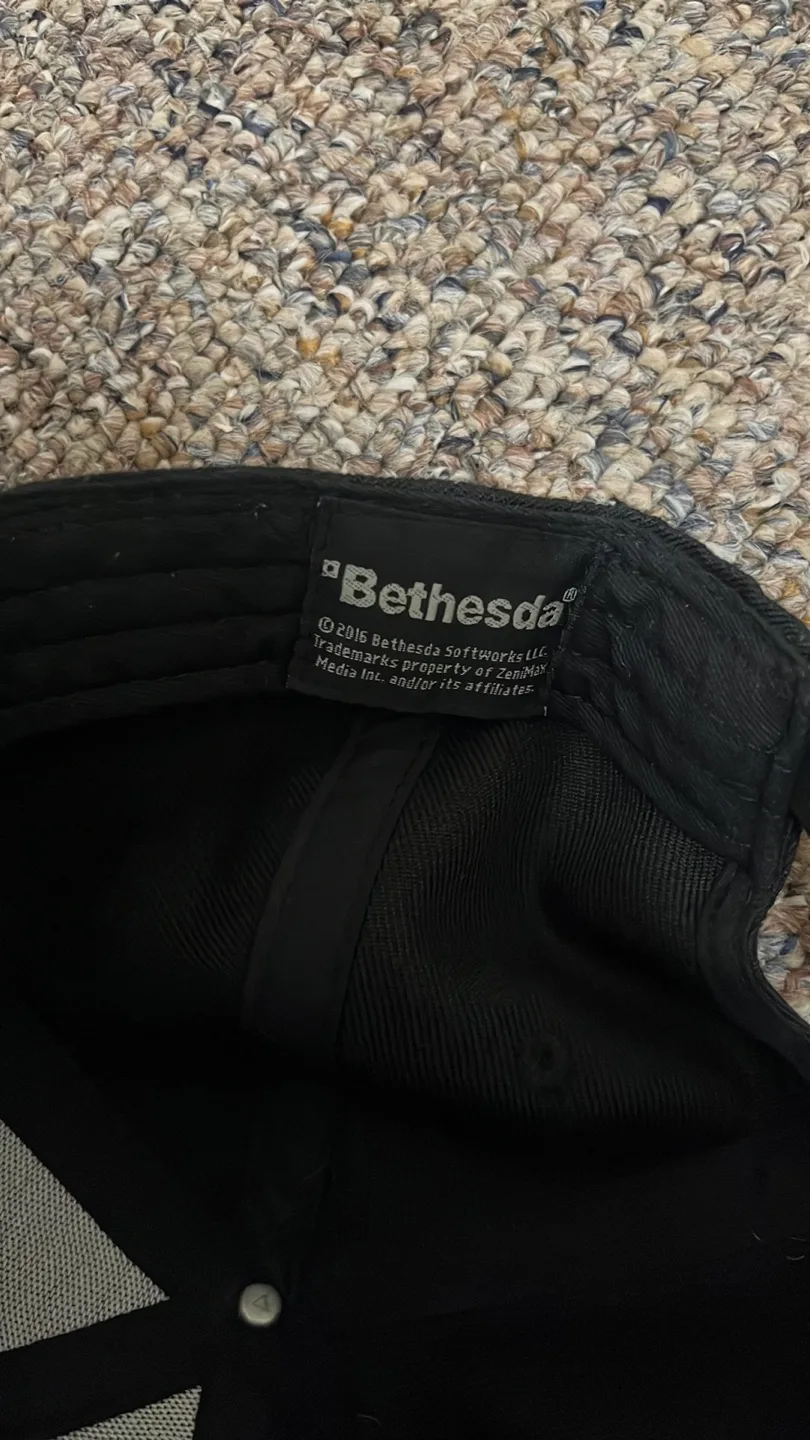 Bethesda®
© 2016 Bethesda Softworks LLC.
Trademarks property of ZeniMax
Media Inc. and/or its affiliates.